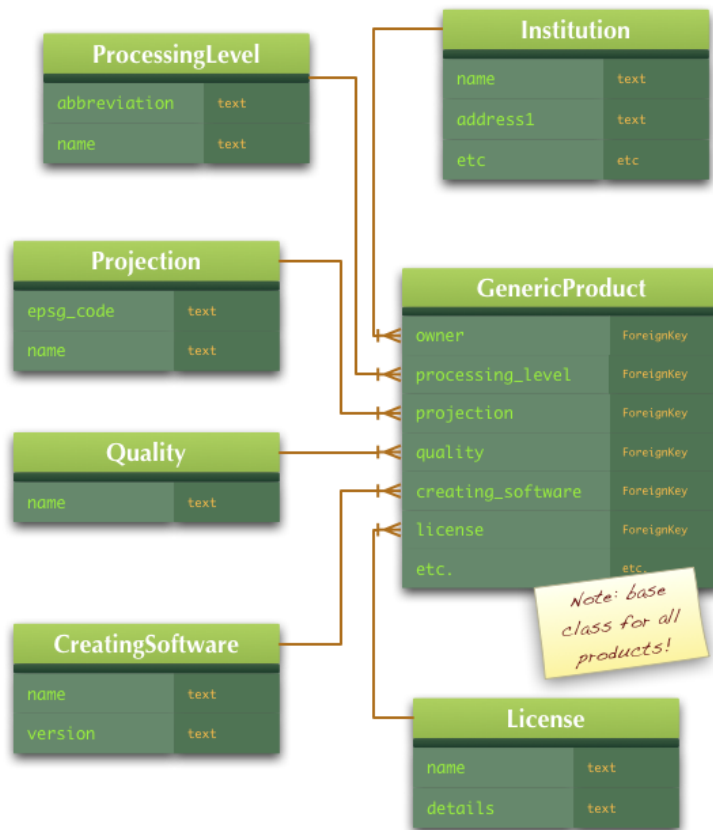 ProcessingLevel
abbreviation text
name text
Institution
name text
address1 text
etc etc
Projection
epsg_code text
name text
GenericProduct
owner ForeignKey
processing_level ForeignKey
projection ForeignKey
quality ForeignKey
creating_software ForeignKey
license ForeignKey
etc. etc.
Note: base
class for all
products!
Quality
name text
CreatingSoftware
name text
version text
License
name text
details text